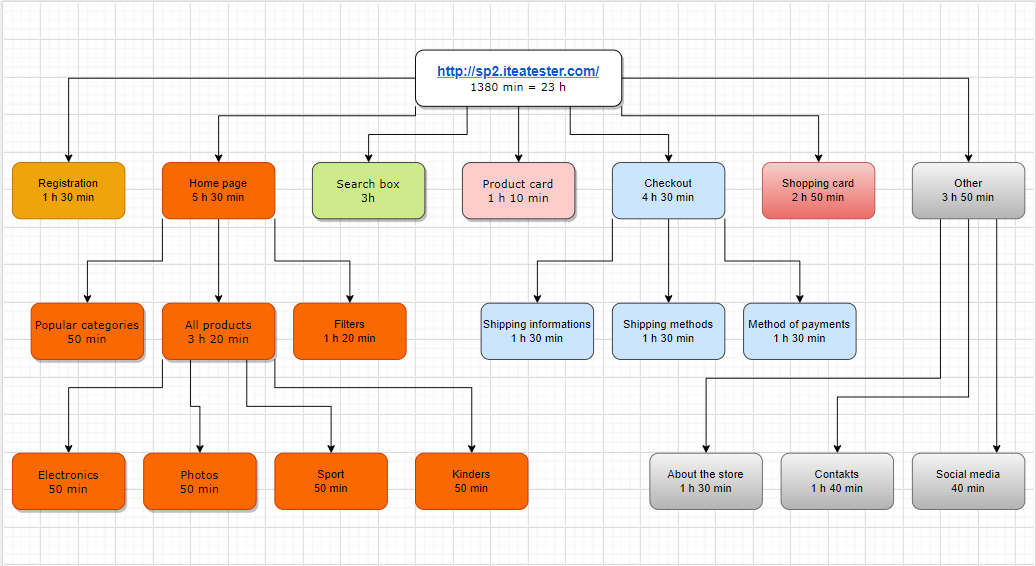 http://sp2.iteatester.com/
1380 min = 23 h
Registration
1 h 30 min
Home page
5 h 30 min
Search box
3h
Product card
1 h 10 min
Checkout
4 h 30 min
Shopping card
2 h 50 min
Other
3 h 50 min
Popular categories
50 min
All products
3 h 20 min
Filters
1 h 20 min
Shipping informations
1 h 30 min
Shipping methods
1 h 30 min
Method of payments
1 h 30 min
Electronics
50 min
Photos
50 min
Sport
50 min
Kinders
50 min
About the store
1 h 30 min
Contakts
1 h 40 min
Social media
40 min